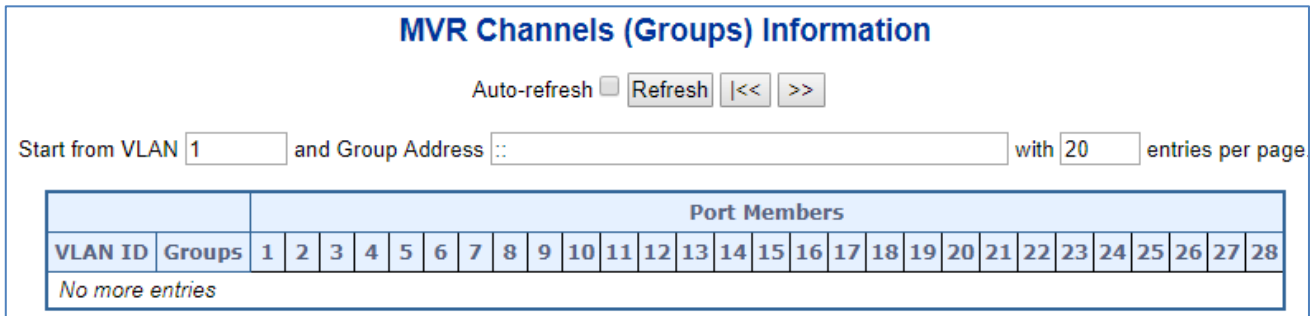 MVR Channels (Groups) Information
Auto-refresh Refresh |<< >>
Start from VLAN 1 and Group Address :: with 20 entries per page.
Port Members
VLAN ID Groups 1 2 3 4 5 6 7 8 9 10 11 12 13 14 15 16 17 18 19 20 21 22 23 24 25 26 27 28
No more entries